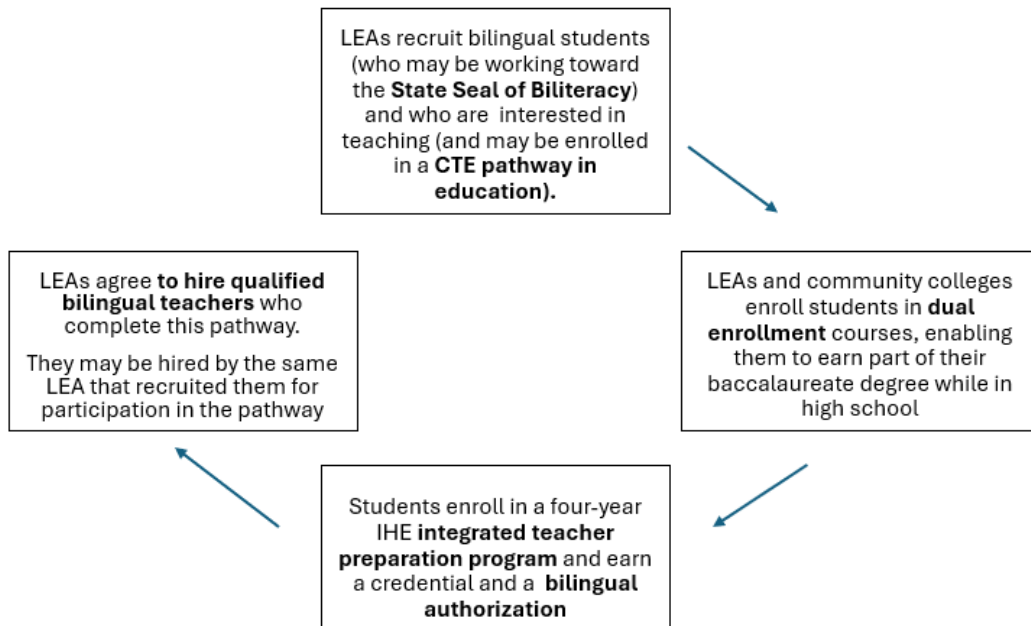 LEAs recruit bilingual students
(who may be working toward
the State Seal of Biliteracy)
and who are interested in
teaching (and may be enrolled
in a CTE pathway in
education).
LEAs agree to hire qualified
bilingual teachers who
complete this pathway.
They may be hired by the same
LEA that recruited them for
participation in the pathway
LEAs and community colleges
enroll students in dual
enrollment courses, enabling
them to earn part of their
baccalaureate degree while in
high school
Students enroll in a four-year
IHE integrated teacher
preparation program and earn
a credential and a bilingual
authorization